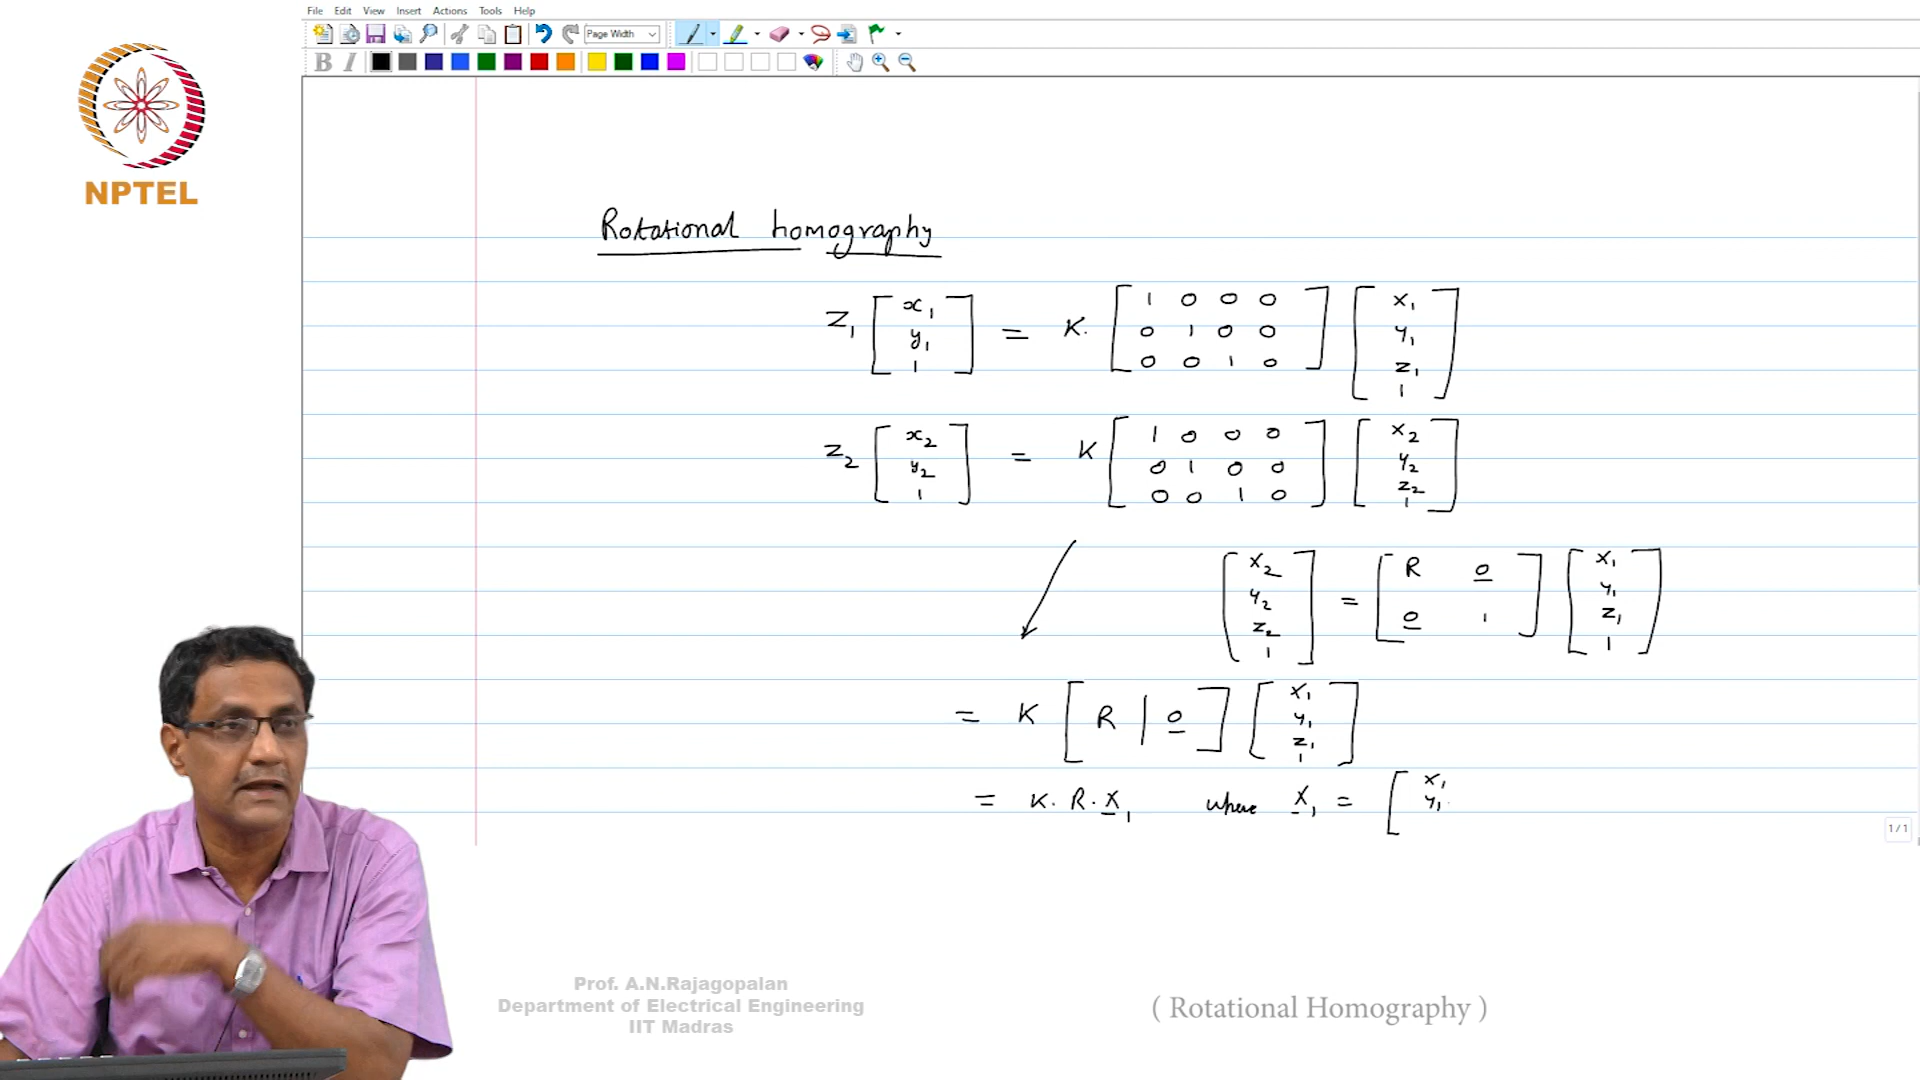 File Edit View Insert Actions Tools Help
Page Width
B I
NPTEL
Rotational homography
Z₁ [ x₁ y₁ 1 ] = K. [ 1 0 0 0 0 1 0 0 0 0 1 0 ] [ X₁ Y₁ Z₁ 1 ]
Z₂ [ x₂ y₂ 1 ] = K [ 1 0 0 0 0 1 0 0 0 0 1 0 ] [ X₂ Y₂ Z₂ 1 ]
[ X₂ Y₂ Z₂ 1 ] = [ R 0 0 1 ] [ X₁ Y₁ Z₁ 1 ]
= K [ R | 0 ] [ X₁ Y₁ Z₁ 1 ]
= K. R. X₁ where X₁ = [ X₁ Y₁
1 / 1
Prof. A.N.Rajagopalan
Department of Electrical Engineering
IIT Madras
( Rotational Homography )